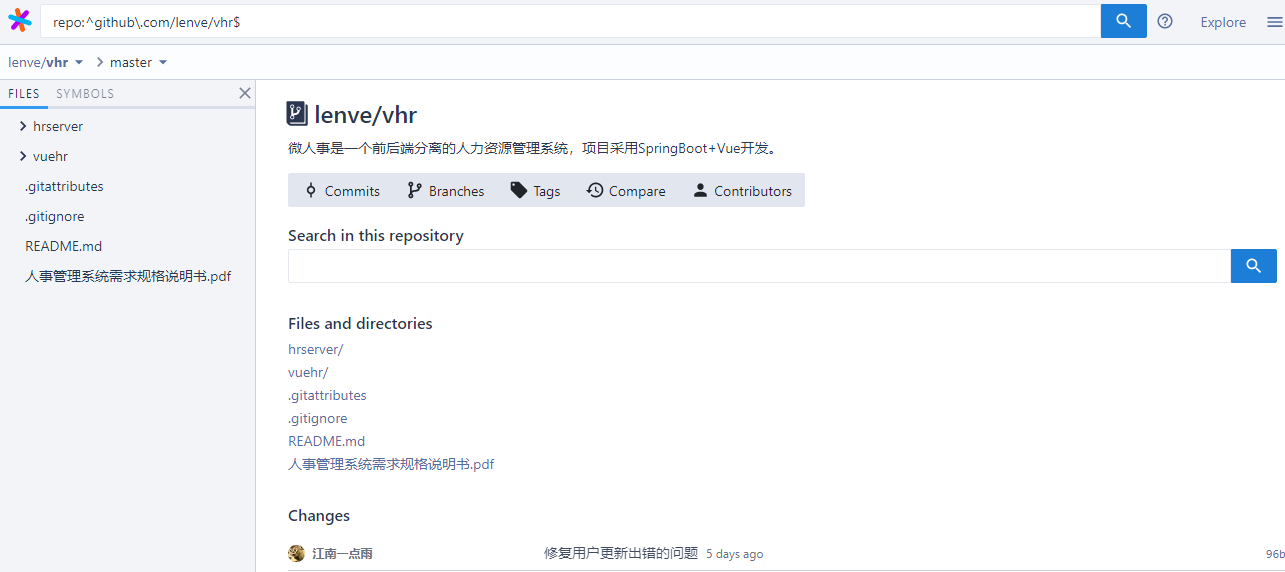 repo:^github\.com/lenve/vhr$
Explore
lenve/vhr master
FILES SYMBOLS
hrserver
vuehr
.gitattributes
.gitignore
README.md
人事管理系统需求规格说明书.pdf
lenve/vhr
微人事是一个前后端分离的人力资源管理系统，项目采用SpringBoot+Vue开发。
Commits Branches Tags Compare Contributors
Search in this repository
Files and directories
hrserver/
vuehr/
.gitattributes
.gitignore
README.md
人事管理系统需求规格说明书.pdf
Changes
江南一点雨 修复用户更新出错的问题 5 days ago 96b